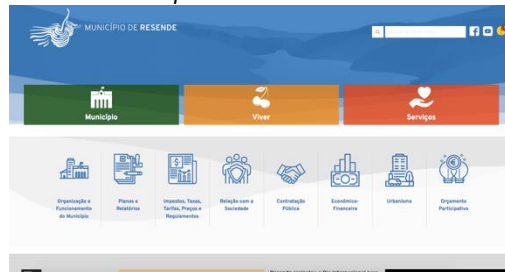 MUNICÍPIO DE RESENDE
Município
Viver
Serviços
Organização e
Funcionamento
do Município
Planos e
Relatórios
Impostos, Taxas,
Tarifas, Preços e
Regulamentos
Relação com a
Sociedade
Contratação
Pública
Económico-
Financeira
Urbanismo
Orçamento
Participativo